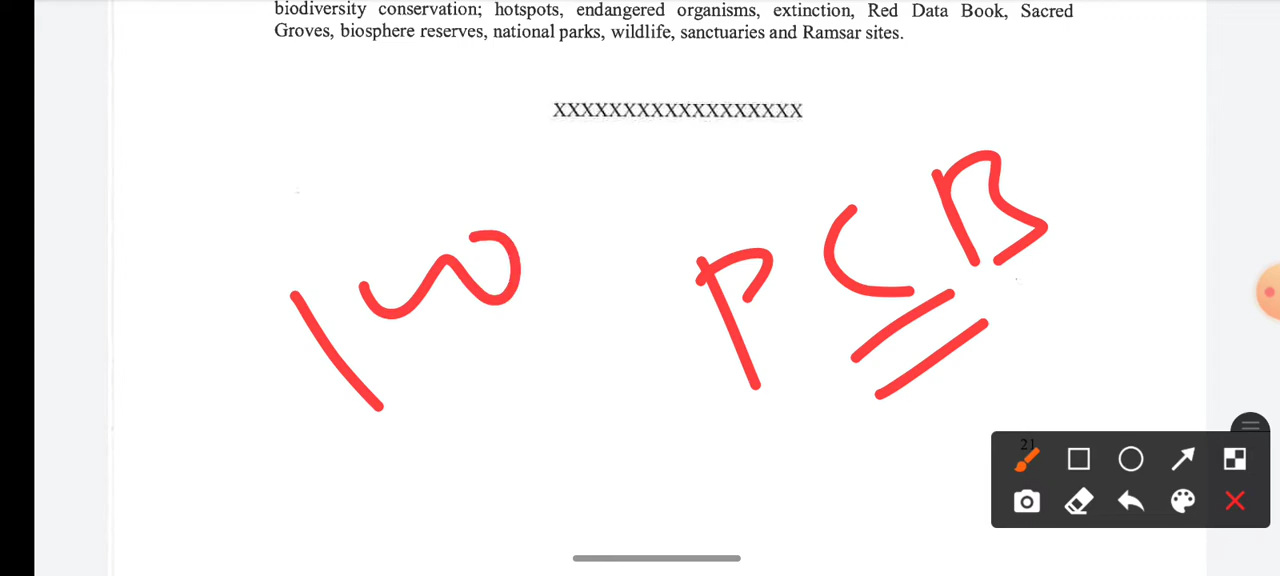 biodiversity conservation; hotspots, endangered organisms, extinction, Red Data Book, Sacred
Groves, biosphere reserves, national parks, wildlife, sanctuaries and Ramsar sites.
XXXXXXXXXXXXXXXXXX
PCB
21